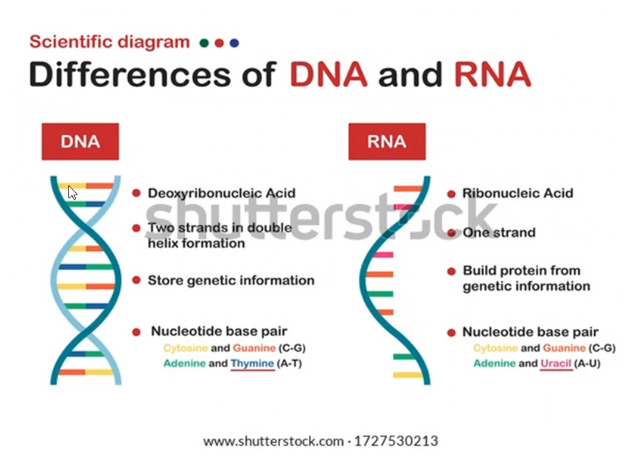 Scientific diagram
Differences of DNA and RNA
DNA
Deoxyribonucleic Acid
Two strands in double
helix formation
Store genetic information
Nucleotide base pair
Cytosine and Guanine (C-G)
Adenine and Thymine (A-T)
RNA
Ribonucleic Acid
One strand
Build protein from
genetic information
Nucleotide base pair
Cytosine and Guanine (C-G)
Adenine and Uracil (A-U)
shutterstock
www.shutterstock.com · 1727530213